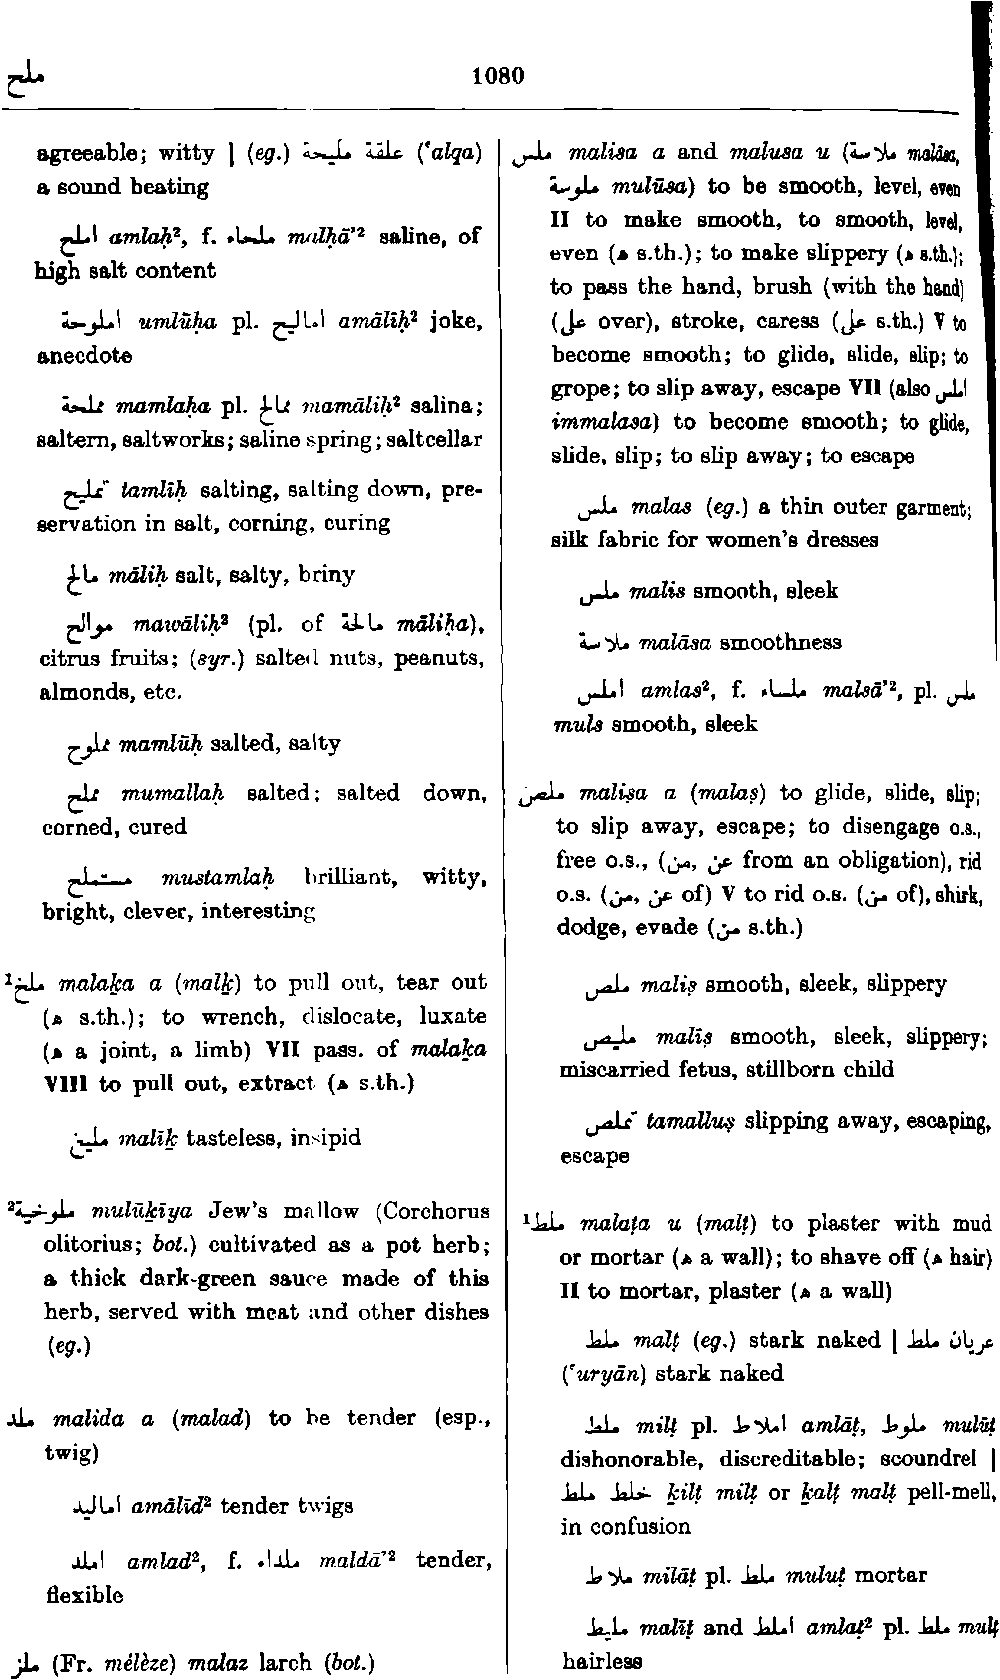 ملح
1080
agreeable; witty | (eg.) علقة مليحة (ʿalqa)
a sound beating
املح amlaḥ², f. ملحاء malḥāʾ² saline, of
high salt content
املوحة umlūḥa pl. اماليح amālīḥ² joke,
anecdote
مملحة mamlaḥa pl. ممالح mamāliḥ² salina;
saltern, saltworks; saline spring; saltcellar
تمليح tamlīḥ salting, salting down, pre-
servation in salt, corning, curing
مالح māliḥ salt, salty, briny
موالح mawāliḥ² (pl. of مالحة māliḥa),
citrus fruits; (syr.) salted nuts, peanuts,
almonds, etc.
مملوح mamlūḥ salted, salty
مملح mumallaḥ salted; salted down,
corned, cured
مستملح mustamlaḥ brilliant, witty,
bright, clever, interesting
¹ملخ malaḵa a (malḵ) to pull out, tear out
(ه s.th.); to wrench, dislocate, luxate
(ه a joint, a limb) VII pass. of malaḵa
VIII to pull out, extract (ه s.th.)
مليخ malīḵ tasteless, insipid
²ملوخية mulūḵīya Jew's mallow (Corchorus
olitorius; bot.) cultivated as a pot herb;
a thick dark-green sauce made of this
herb, served with meat and other dishes
(eg.)
ملد malida a (malad) to be tender (esp.,
twig)
اماليد amālīd² tender twigs
املد amlad², f. ملداء maldāʾ² tender,
flexible
ملز (Fr. mélèze) malaz larch (bot.)
ملس malisa a and malusa u (ملاسة malāsa,
ملوسة mulūsa) to be smooth, level, even
II to make smooth, to smooth, level,
even (ه s.th.); to make slippery (ه s.th.);
to pass the hand, brush (with the hand)
(على over), stroke, caress (على s.th.) V to
become smooth; to glide, slide, slip; to
grope; to slip away, escape VII (also املس
immalasa) to become smooth; to glide,
slide, slip; to slip away; to escape
ملس malas (eg.) a thin outer garment;
silk fabric for women's dresses
ملس malis smooth, sleek
ملاسة malāsa smoothness
املس amlas², f. ملساء malsāʾ², pl. ملس
muls smooth, sleek
ملص maliṣa a (malaṣ) to glide, slide, slip;
to slip away, escape; to disengage o.s.,
free o.s., (من, عن from an obligation), rid
o.s. (من, عن of) V to rid o.s. (من of), shirk,
dodge, evade (من s.th.)
ملص maliṣ smooth, sleek, slippery
مليص malīṣ smooth, sleek, slippery;
miscarried fetus, stillborn child
تملص tamalluṣ slipping away, escaping,
escape
¹ملط malaṭa u (malṭ) to plaster with mud
or mortar (ه a wall); to shave off (ه hair)
II to mortar, plaster (ه a wall)
ملط malṭ (eg.) stark naked | عريان ملط
(ʿuryān) stark naked
ملط milṭ pl. املاط amlāṭ, ملوط mulūṭ
dishonorable, discreditable; scoundrel |
خلط ملط ḵilṭ milṭ or ḵalṭ malṭ pell-mell,
in confusion
ملاط milāṭ pl. ملط muluṭ mortar
مليط malīṭ and املط amlaṭ² pl. ملط mulṭ
hairless